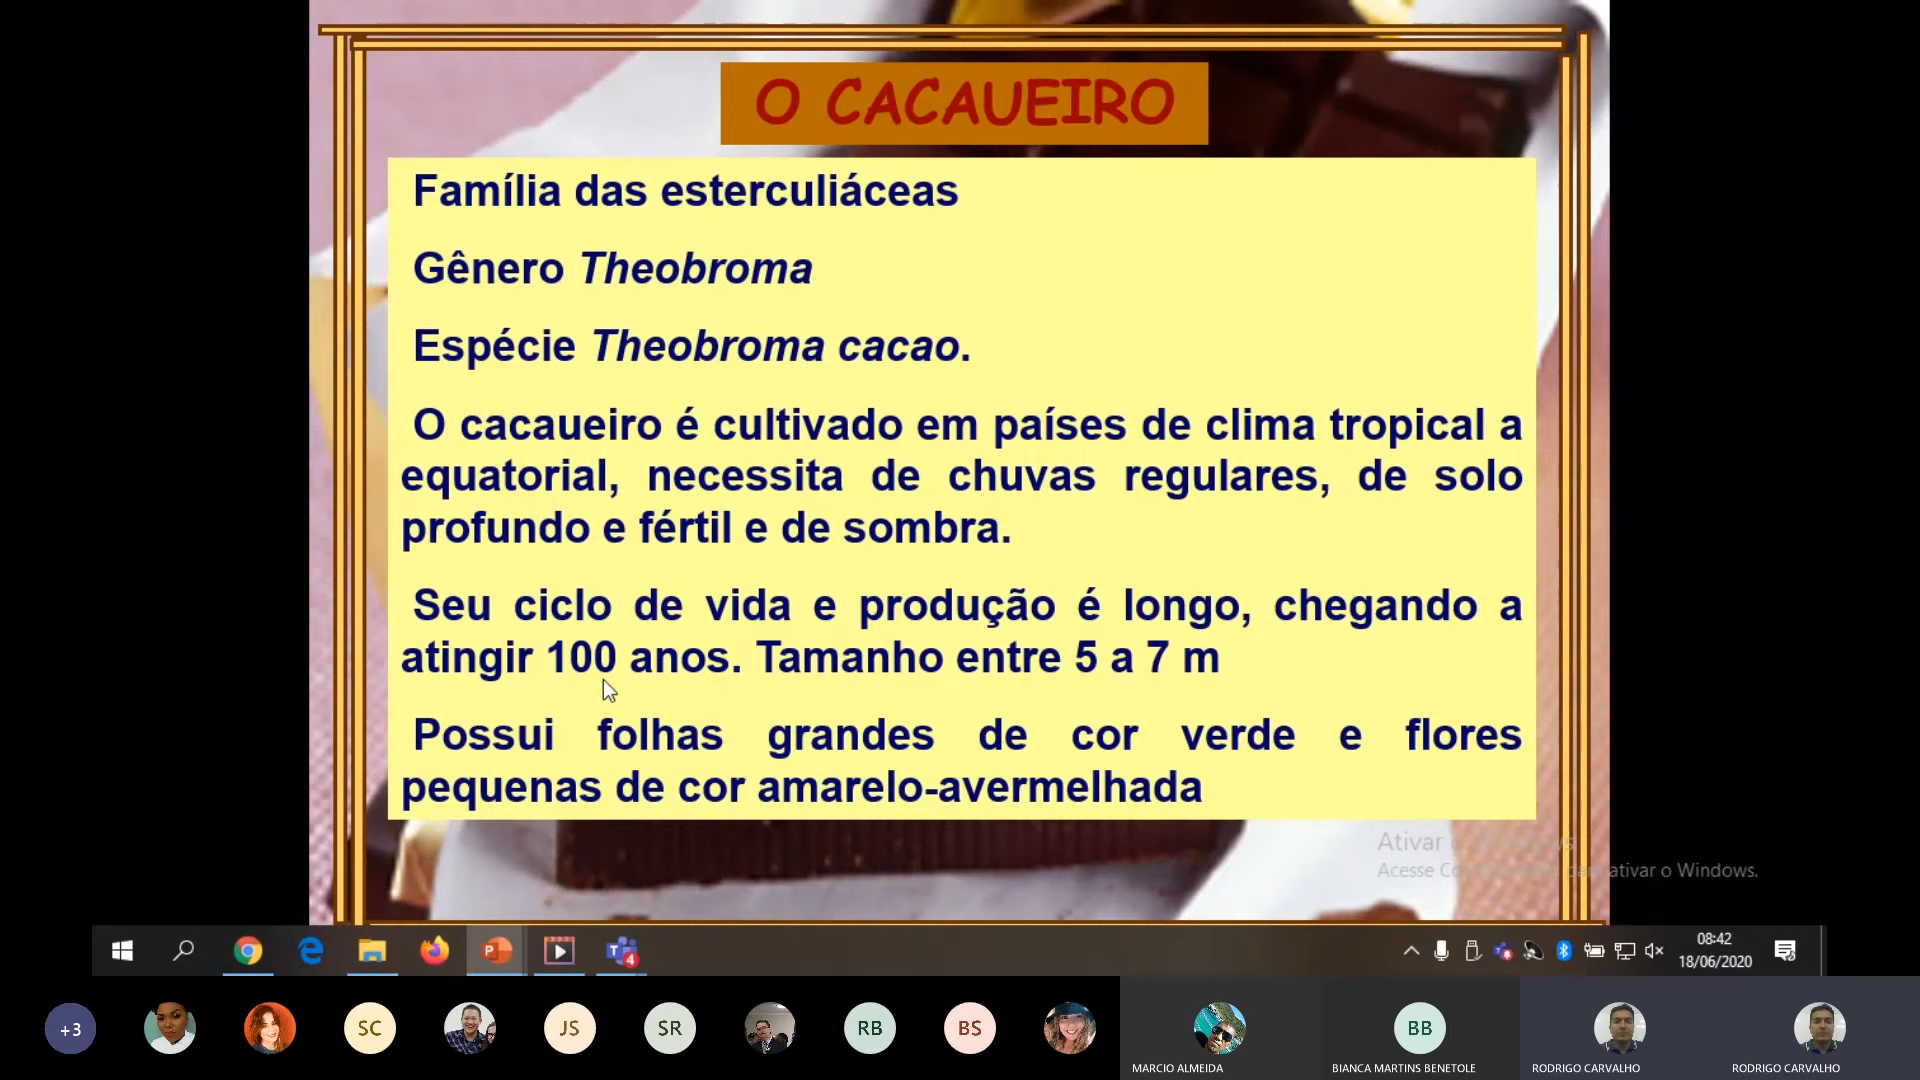 O CACAUEIRO
Família das esterculiáceas
Gênero Theobroma
Espécie Theobroma cacao.
O cacaueiro é cultivado em países de clima tropical a
equatorial, necessita de chuvas regulares, de solo
profundo e fértil e de sombra.
Seu ciclo de vida e produção é longo, chegando a
atingir 100 anos. Tamanho entre 5 a 7 m
Possui folhas grandes de cor verde e flores
pequenas de cor amarelo-avermelhada
Ativar
Acesse ativar o Windows.
4
08:42
18/06/2020
+3
SC
JS
SR
RB
BS
BB
MARCIO ALMEIDA
BIANCA MARTINS BENETOLE
RODRIGO CARVALHO
RODRIGO CARVALHO